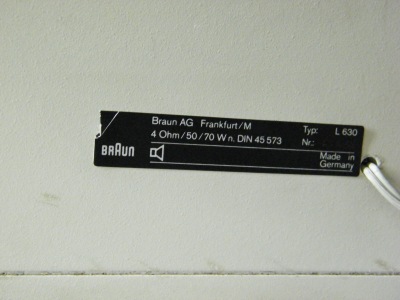 Braun AG Frankfurt/M Typ: L 630
4 Ohm/50/70 W n. DIN 45 573 Nr.:
BRAUN Made in
Germany